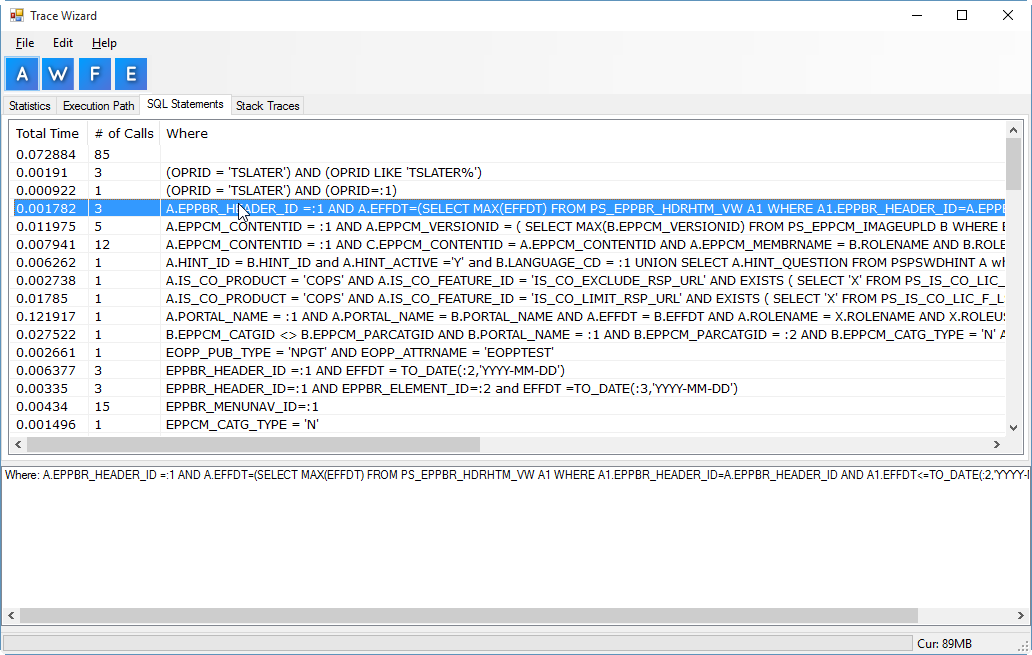 Trace Wizard
File Edit Help
A W F E
Statistics Execution Path SQL Statements Stack Traces
Total Time # of Calls Where
0.072884 85
0.00191 3 (OPRID = 'TSLATER') AND (OPRID LIKE 'TSLATER%')
0.000922 1 (OPRID = 'TSLATER') AND (OPRID=:1)
0.001782 3 A.EPPBR_HEADER_ID =:1 AND A.EFFDT=(SELECT MAX(EFFDT) FROM PS_EPPBR_HDRHTM_VW A1 WHERE A1.EPPBR_HEADER_ID=A.EPPB
0.011975 5 A.EPPCM_CONTENTID = :1 AND A.EPPCM_VERSIONID = ( SELECT MAX(B.EPPCM_VERSIONID) FROM PS_EPPCM_IMAGEUPLD B WHERE B
0.007941 12 A.EPPCM_CONTENTID = :1 AND C.EPPCM_CONTENTID = A.EPPCM_CONTENTID AND A.EPPCM_MEMBRNAME = B.ROLENAME AND B.ROLE
0.006262 1 A.HINT_ID = B.HINT_ID and A.HINT_ACTIVE ='Y' and B.LANGUAGE_CD = :1 UNION SELECT A.HINT_QUESTION FROM PSPSWDHINT A wh
0.002738 1 A.IS_CO_PRODUCT = 'COPS' AND A.IS_CO_FEATURE_ID = 'IS_CO_EXCLUDE_RSP_URL' AND EXISTS ( SELECT 'X' FROM PS_IS_CO_LIC_
0.01785 1 A.IS_CO_PRODUCT = 'COPS' AND A.IS_CO_FEATURE_ID = 'IS_CO_LIMIT_RSP_URL' AND EXISTS ( SELECT 'X' FROM PS_IS_CO_LIC_F_L
0.121917 1 A.PORTAL_NAME = :1 AND A.PORTAL_NAME = B.PORTAL_NAME AND A.EFFDT = B.EFFDT AND A.ROLENAME = X.ROLENAME AND X.ROLEUS
0.027522 1 B.EPPCM_CATGID <> B.EPPCM_PARCATGID AND B.PORTAL_NAME = :1 AND B.EPPCM_PARCATGID = :2 AND B.EPPCM_CATG_TYPE = 'N' A
0.002661 1 EOPP_PUB_TYPE = 'NPGT' AND EOPP_ATTRNAME = 'EOPPTEST'
0.006377 3 EPPBR_HEADER_ID =:1 AND EFFDT = TO_DATE(:2,'YYYY-MM-DD')
0.00335 3 EPPBR_HEADER_ID=:1 AND EPPBR_ELEMENT_ID=:2 and EFFDT =TO_DATE(:3,'YYYY-MM-DD')
0.00434 15 EPPBR_MENUNAV_ID=:1
0.001496 1 EPPCM_CATG_TYPE = 'N'
Where: A.EPPBR_HEADER_ID =:1 AND A.EFFDT=(SELECT MAX(EFFDT) FROM PS_EPPBR_HDRHTM_VW A1 WHERE A1.EPPBR_HEADER_ID=A.EPPBR_HEADER_ID AND A1.EFFDT<=TO_DATE(:2,'YYYY-
Cur: 89MB